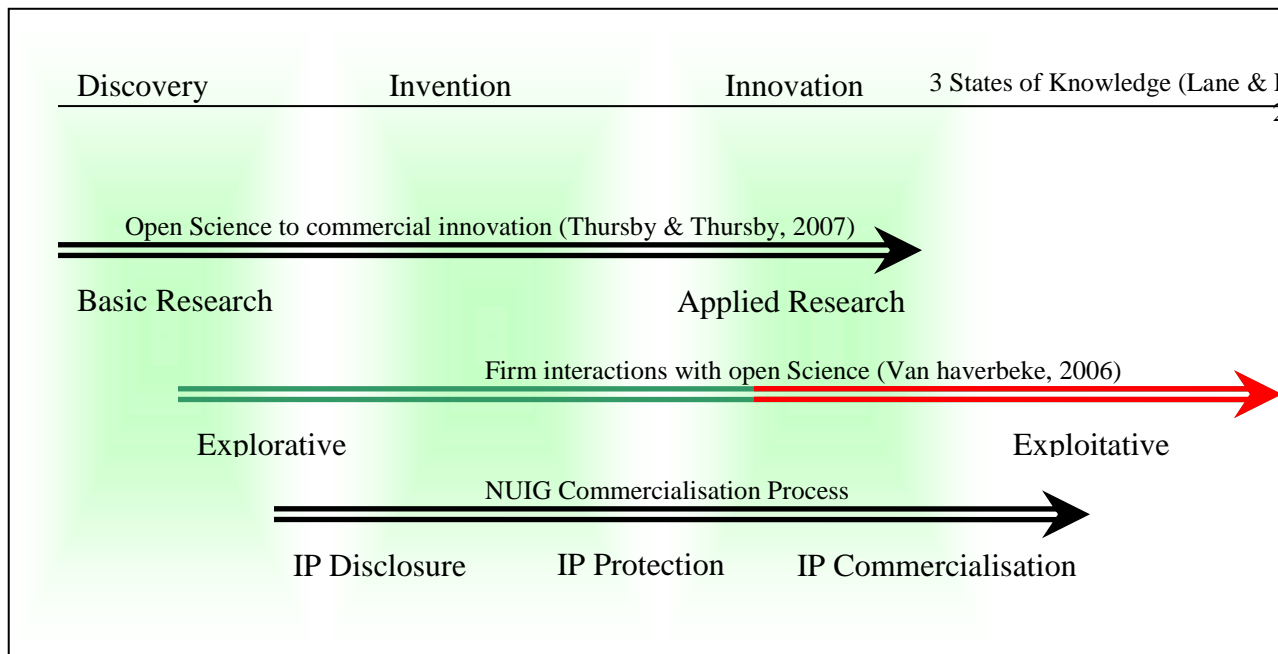 Discovery Invention Innovation 3 States of Knowledge (Lane &
Open Science to commercial innovation (Thursby & Thursby, 2007)
Basic Research Applied Research
Firm interactions with open Science (Van haverbeke, 2006)
Explorative Exploitative
NUIG Commercialisation Process
IP Disclosure IP Protection IP Commercialisation